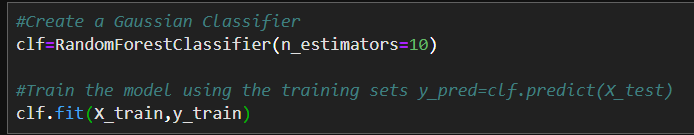 #Create a Gaussian Classifier
clf=RandomForestClassifier(n_estimators=10)
#Train the model using the training sets y_pred=clf.predict(X_test)
clf.fit(X_train,y_train)